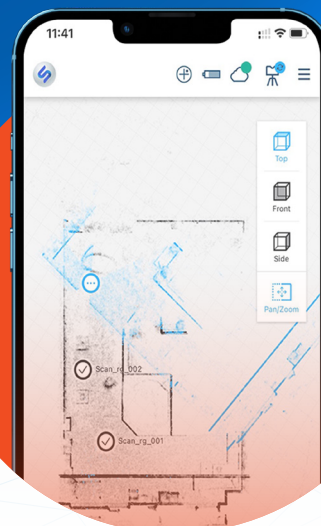 11:41
Top
Front
Side
Pan/Zoom
Scan_rg_002
Scan_rg_001